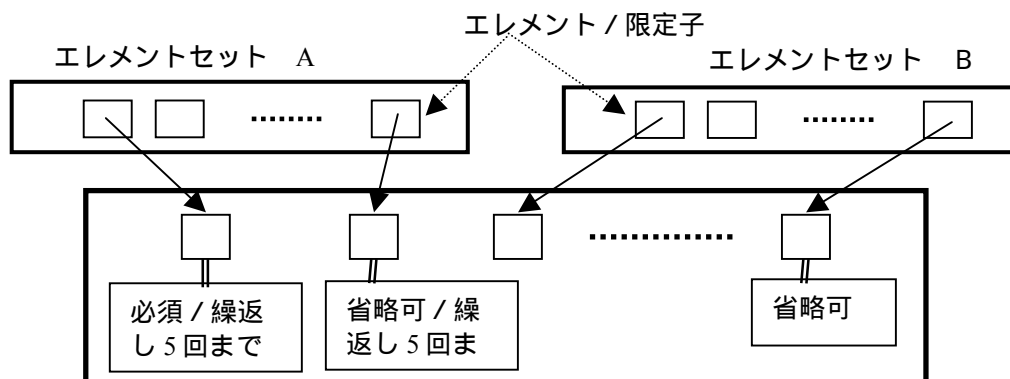 エレメント / 限定子
エレメントセット A
エレメントセット B
必須 / 繰返
し 5 回まで
省略可 / 繰
返し 5 回ま
省略可